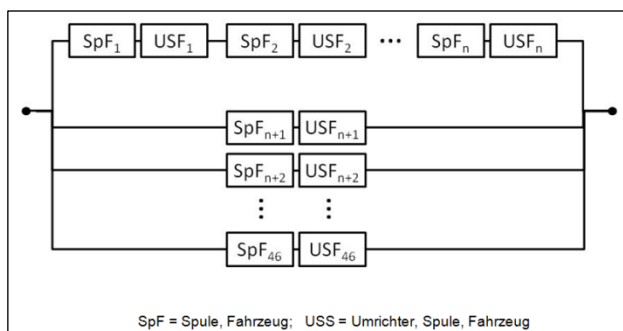 SpF₁ USF₁ SpF₂ USF₂ ··· SpFₙ USFₙ
SpFₙ₊₁ USFₙ₊₁
SpFₙ₊₂ USFₙ₊₂
⋮ ⋮
SpF₄₆ USF₄₆
SpF = Spule, Fahrzeug; USS = Umrichter, Spule, Fahrzeug